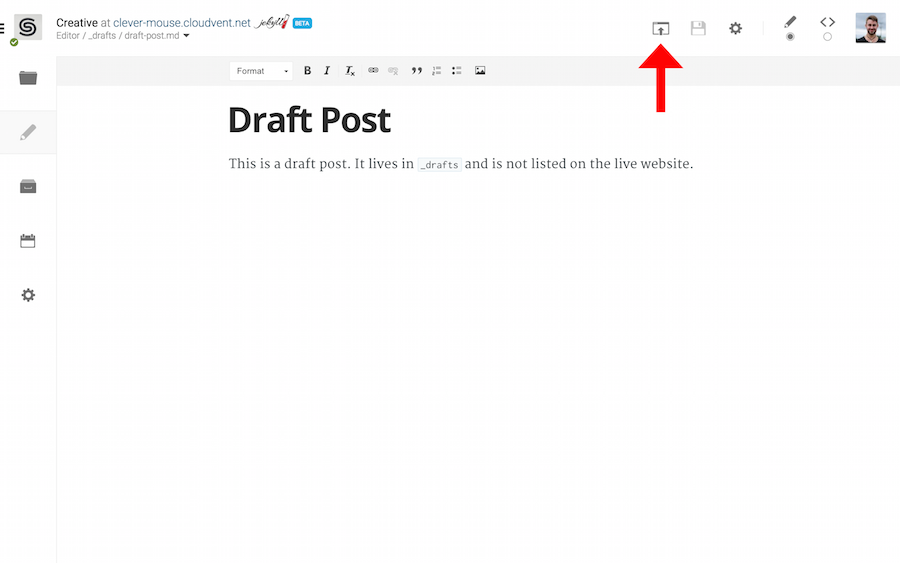 Creative at clever-mouse.cloudvent.net jekyll BETA
Editor / _drafts / draft-post.md
Format B I Tx
Draft Post
This is a draft post. It lives in _drafts and is not listed on the live website.